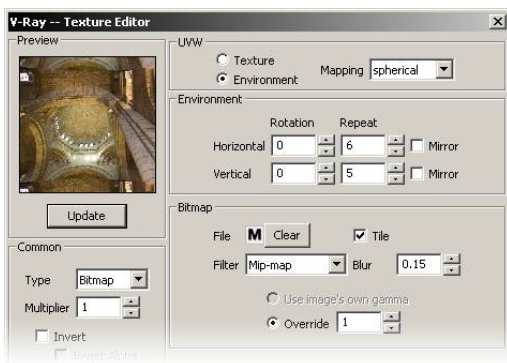 V-Ray -- Texture Editor
Preview
Update
Common
Type Bitmap
Multiplier 1
Invert
Invert Alpha
UVW
Texture
Environment
Mapping spherical
Environment
Rotation Repeat
Horizontal 0 6 Mirror
Vertical 0 5 Mirror
Bitmap
File M Clear Tile
Filter Mip-map Blur 0.15
Use image's own gamma
Override 1